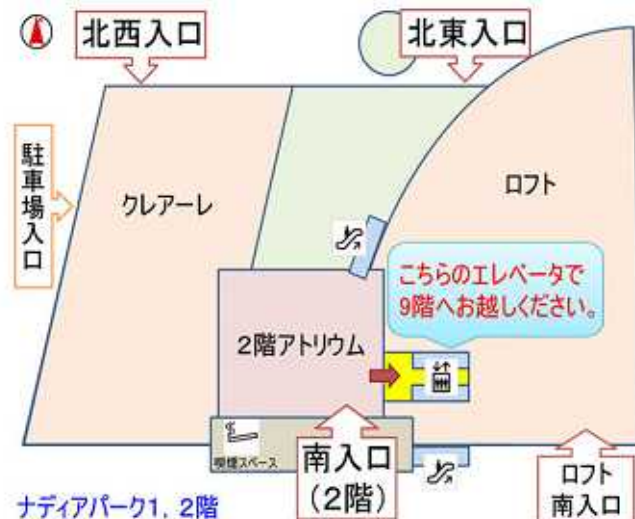 北西入口
北東入口
駐車場入口
クレアーレ
ロフト
こちらのエレベータで
9階へお越しください。
2階アトリウム
喫煙スペース
南入口
(2階)
ロフト
南入口
ナディアパーク1,2階